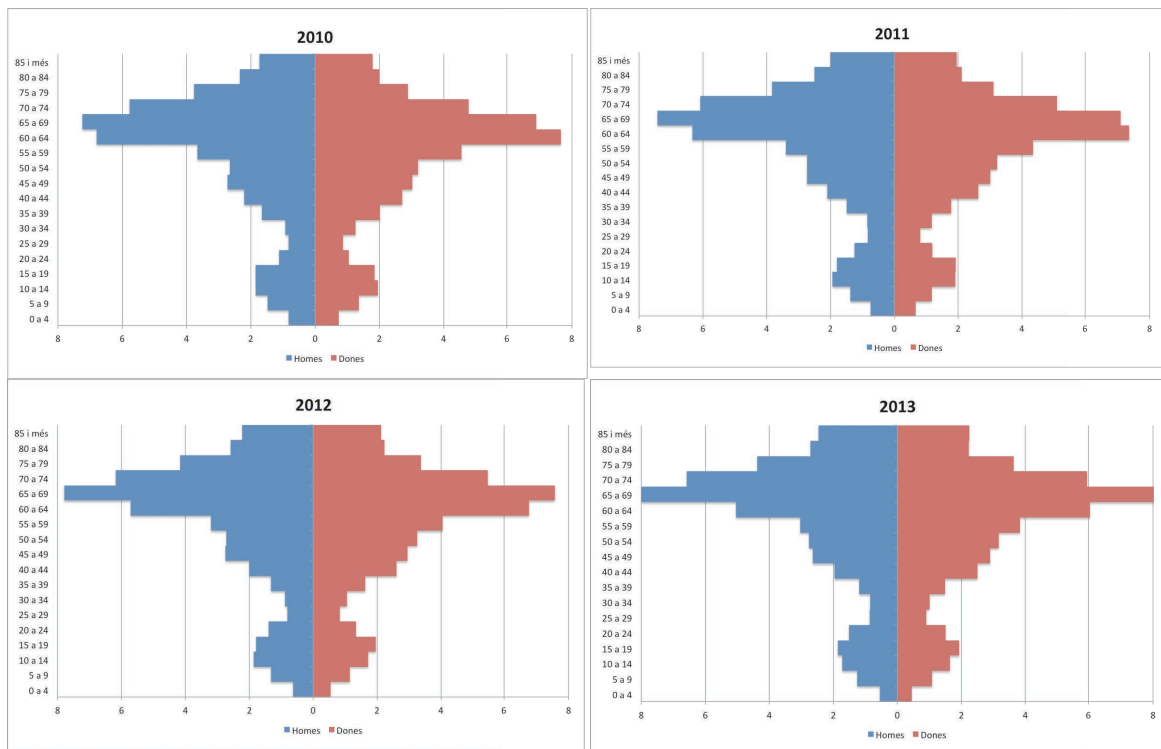 2010
85 i més
80 a 84
75 a 79
70 a 74
65 a 69
60 a 64
55 a 59
50 a 54
45 a 49
40 a 44
35 a 39
30 a 34
25 a 29
20 a 24
15 a 19
10 a 14
5 a 9
0 a 4
8 6 4 2 0 2 4 6 8
Homes Dones
2011
85 i més
80 a 84
75 a 79
70 a 74
65 a 69
60 a 64
55 a 59
50 a 54
45 a 49
40 a 44
35 a 39
30 a 34
25 a 29
20 a 24
15 a 19
10 a 14
5 a 9
0 a 4
8 6 4 2 0 2 4 6 8
Homes Dones
2012
85 i més
80 a 84
75 a 79
70 a 74
65 a 69
60 a 64
55 a 59
50 a 54
45 a 49
40 a 44
35 a 39
30 a 34
25 a 29
20 a 24
15 a 19
10 a 14
5 a 9
0 a 4
8 6 4 2 0 2 4 6 8
Homes Dones
2013
85 i més
80 a 84
75 a 79
70 a 74
65 a 69
60 a 64
55 a 59
50 a 54
45 a 49
40 a 44
35 a 39
30 a 34
25 a 29
20 a 24
15 a 19
10 a 14
5 a 9
0 a 4
8 6 4 2 0 2 4 6 8
Homes Dones